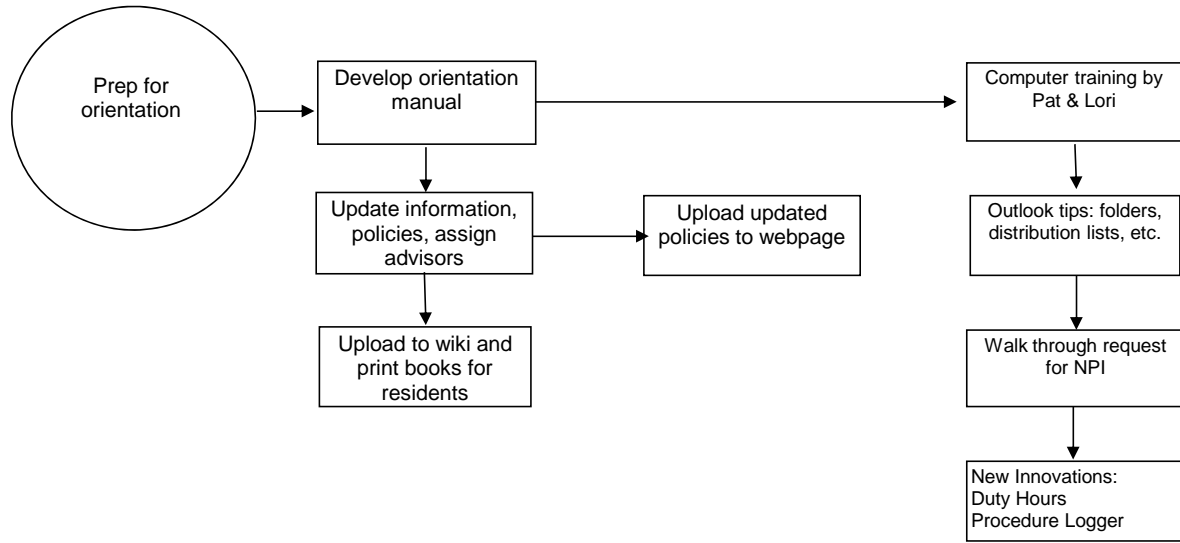 Prep for
orientation
Develop orientation
manual
Computer training by
Pat & Lori
Update information,
policies, assign
advisors
Upload updated
policies to webpage
Outlook tips: folders,
distribution lists, etc.
Upload to wiki and
print books for
residents
Walk through request
for NPI
New Innovations:
Duty Hours
Procedure Logger